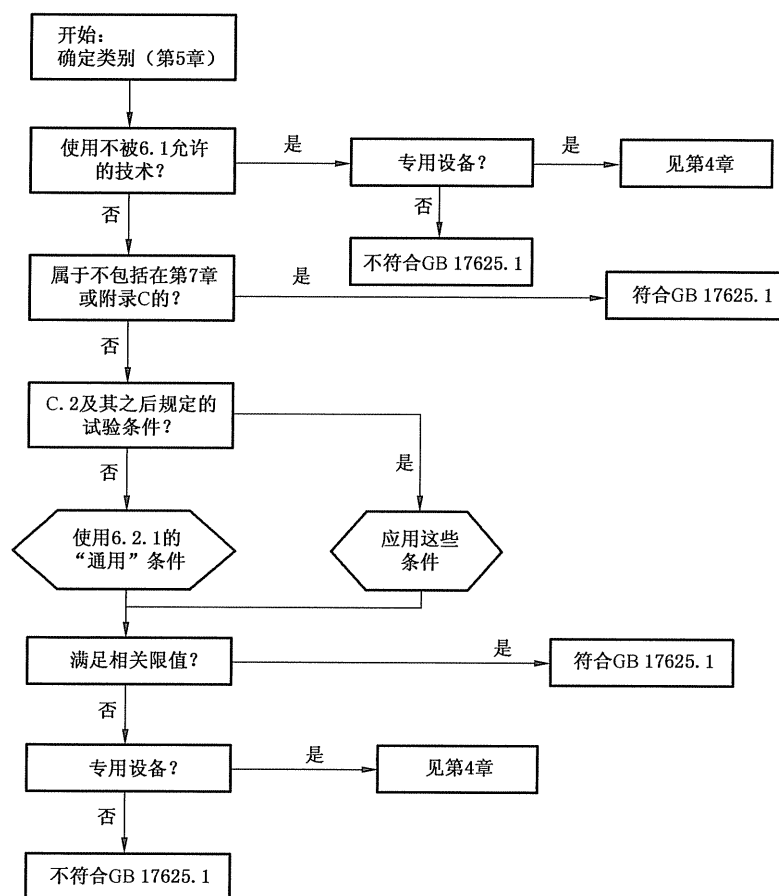 开始:
确定类别(第5章)
使用不被6.1允许
的技术?
是
专用设备?
是
见第4章
否
否
不符合GB 17625.1
属于不包括在第7章
或附录C的?
是
符合GB 17625.1
否
C.2及其之后规定的
试验条件?
否
是
使用6.2.1的
“通用”条件
应用这些
条件
满足相关限值?
是
符合GB 17625.1
否
专用设备?
是
见第4章
否
不符合GB 17625.1